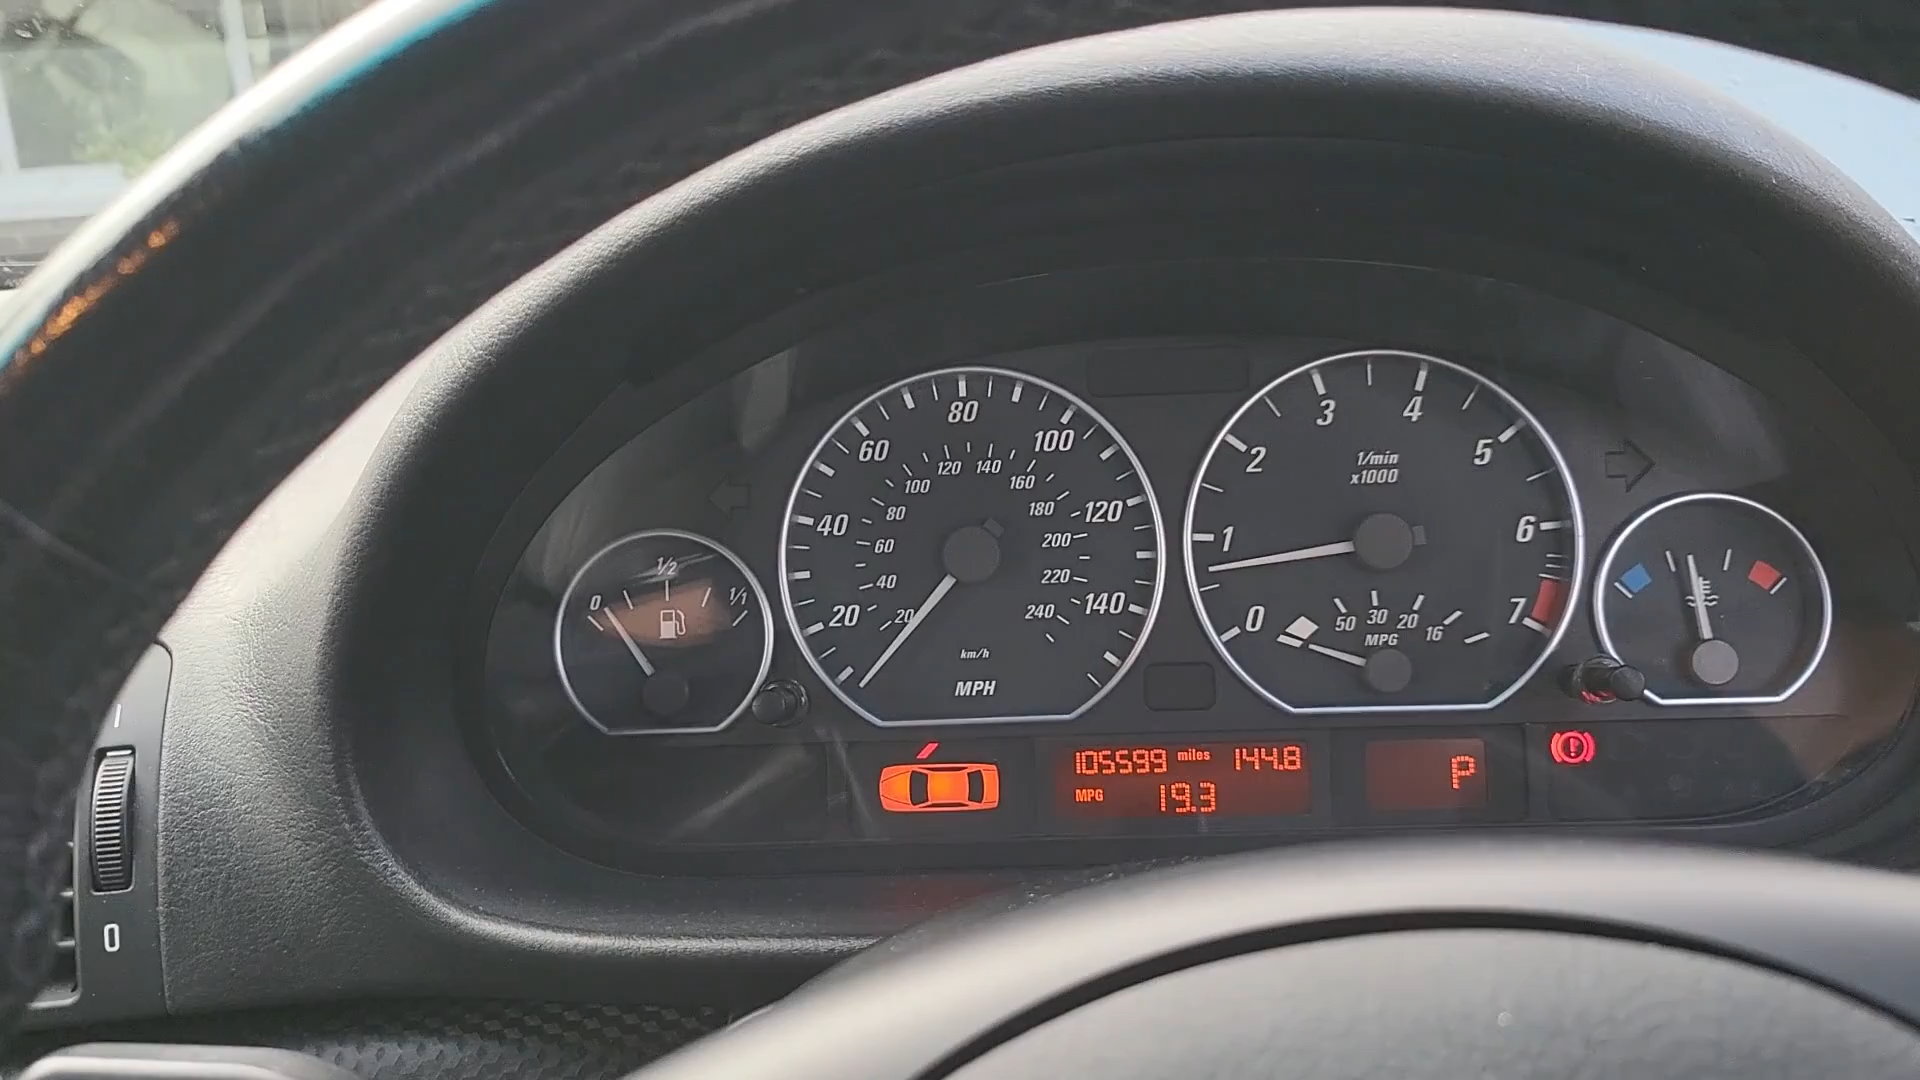 0 1/2 1/1
20 40 60 80 100 120 140
20 40 60 80 100 120 140 160 180 200 220 240
km/h
MPH
0 1 2 3 4 5 6 7
1/min
x1000
50 30 20 16
MPG
105599 miles 144.8
MPG 19.3
P
(!)
0